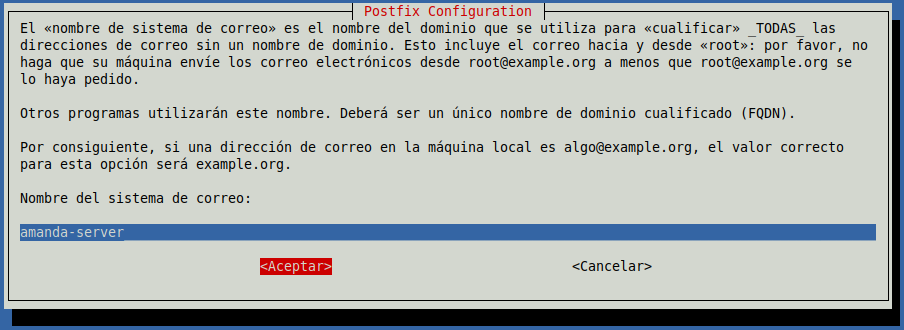 Postfix Configuration
El «nombre de sistema de correo» es el nombre del dominio que se utiliza para «cualificar» _TODAS_ las
direcciones de correo sin un nombre de dominio. Esto incluye el correo hacia y desde «root»: por favor, no
haga que su máquina envíe los correo electrónicos desde root@example.org a menos que root@example.org se
lo haya pedido.
Otros programas utilizarán este nombre. Deberá ser un único nombre de dominio cualificado (FQDN).
Por consiguiente, si una dirección de correo en la máquina local es algo@example.org, el valor correcto
para esta opción será example.org.
Nombre del sistema de correo:
amanda-server
<Aceptar> <Cancelar>